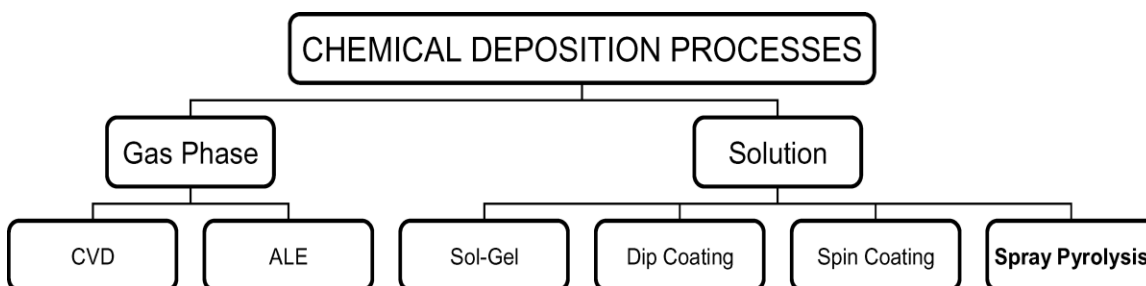 CHEMICAL DEPOSITION PROCESSES
Gas Phase
Solution
CVD
ALE
Sol-Gel
Dip Coating
Spin Coating
Spray Pyrolysis